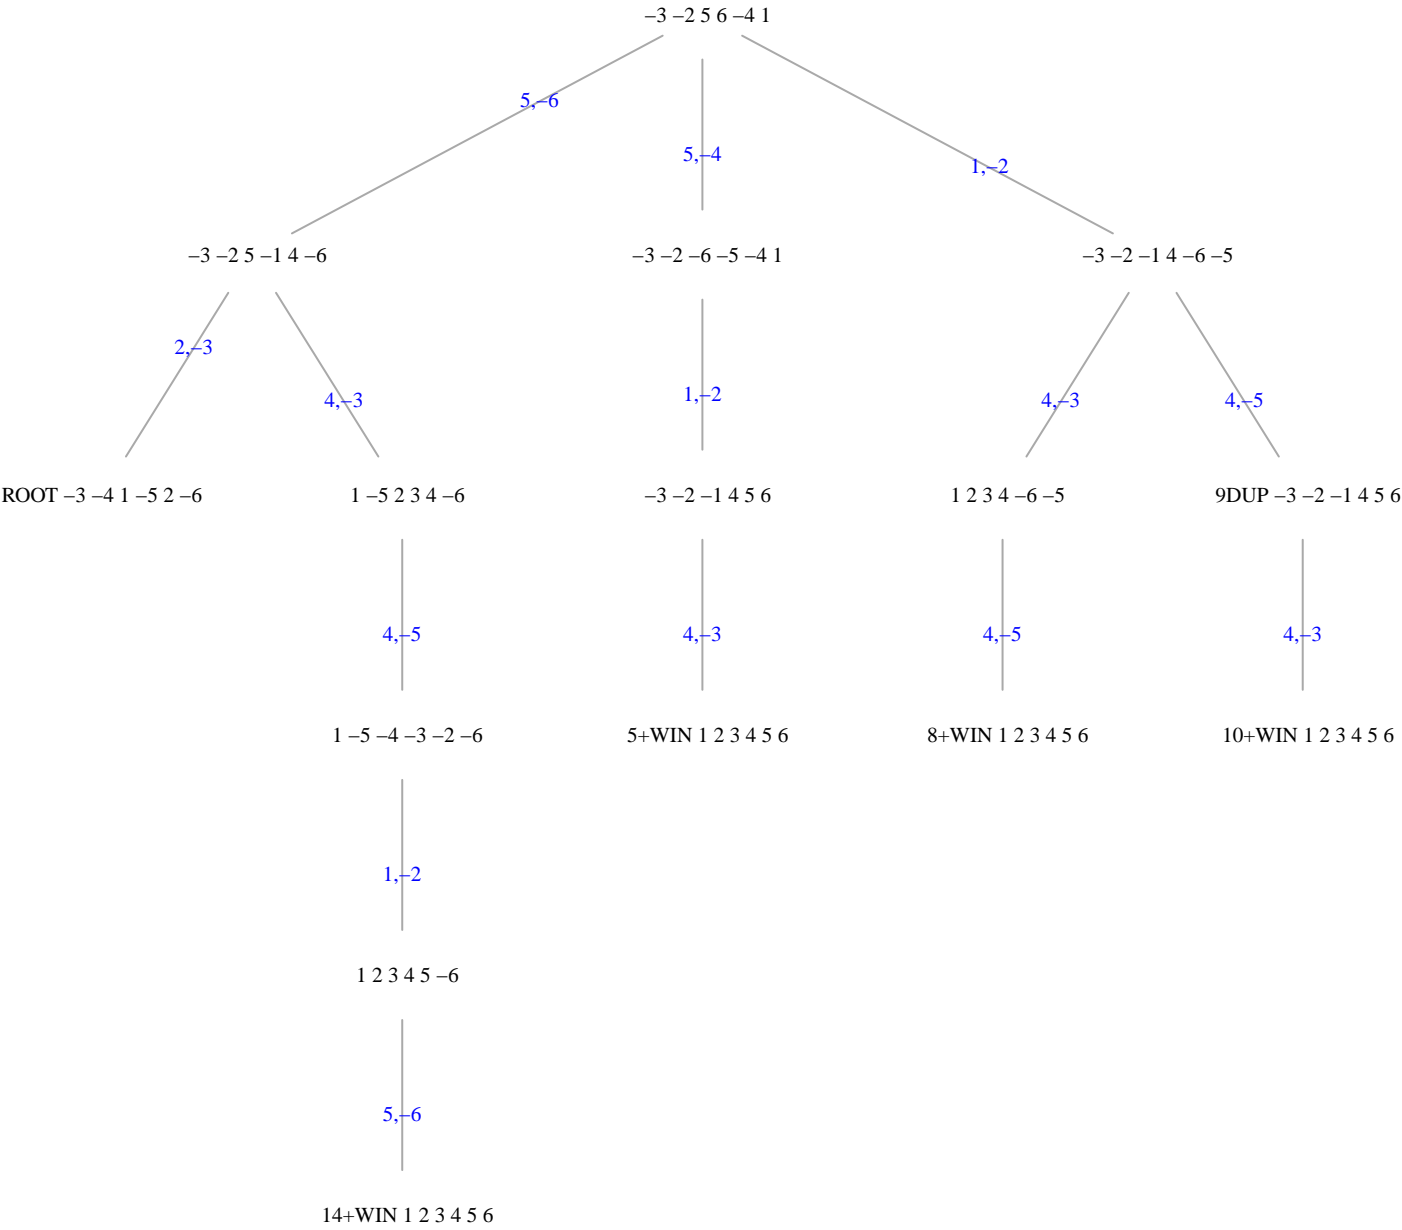 –3 –2 5 6 –4 1
5,–6
5,–4
1,–2
–3 –2 5 –1 4 –6
–3 –2 –6 –5 –4 1
–3 –2 –1 4 –6 –5
2,–3
4,–3
1,–2
4,–3
4,–5
ROOT –3 –4 1 –5 2 –6
1 –5 2 3 4 –6
–3 –2 –1 4 5 6
1 2 3 4 –6 –5
9DUP –3 –2 –1 4 5 6
4,–5
4,–3
4,–5
4,–3
1 –5 –4 –3 –2 –6
5+WIN 1 2 3 4 5 6
8+WIN 1 2 3 4 5 6
10+WIN 1 2 3 4 5 6
1,–2
1 2 3 4 5 –6
5,–6
14+WIN 1 2 3 4 5 6